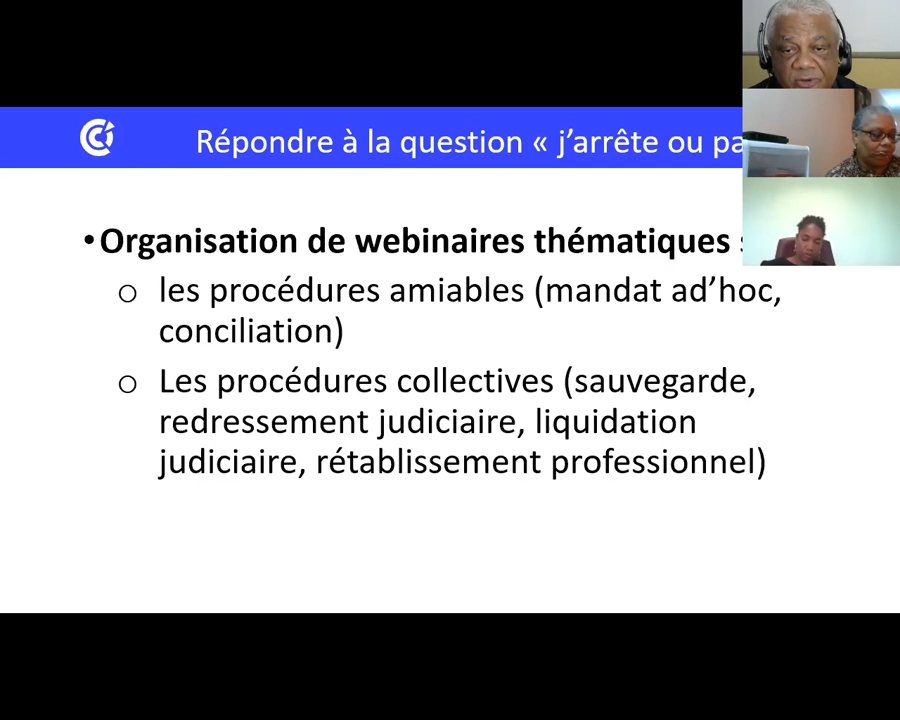 Répondre à la question « j'arrête ou
• Organisation de webinaires thématiques
o les procédures amiables (mandat ad'hoc,
conciliation)
o Les procédures collectives (sauvegarde,
redressement judiciaire, liquidation
judiciaire, rétablissement professionnel)